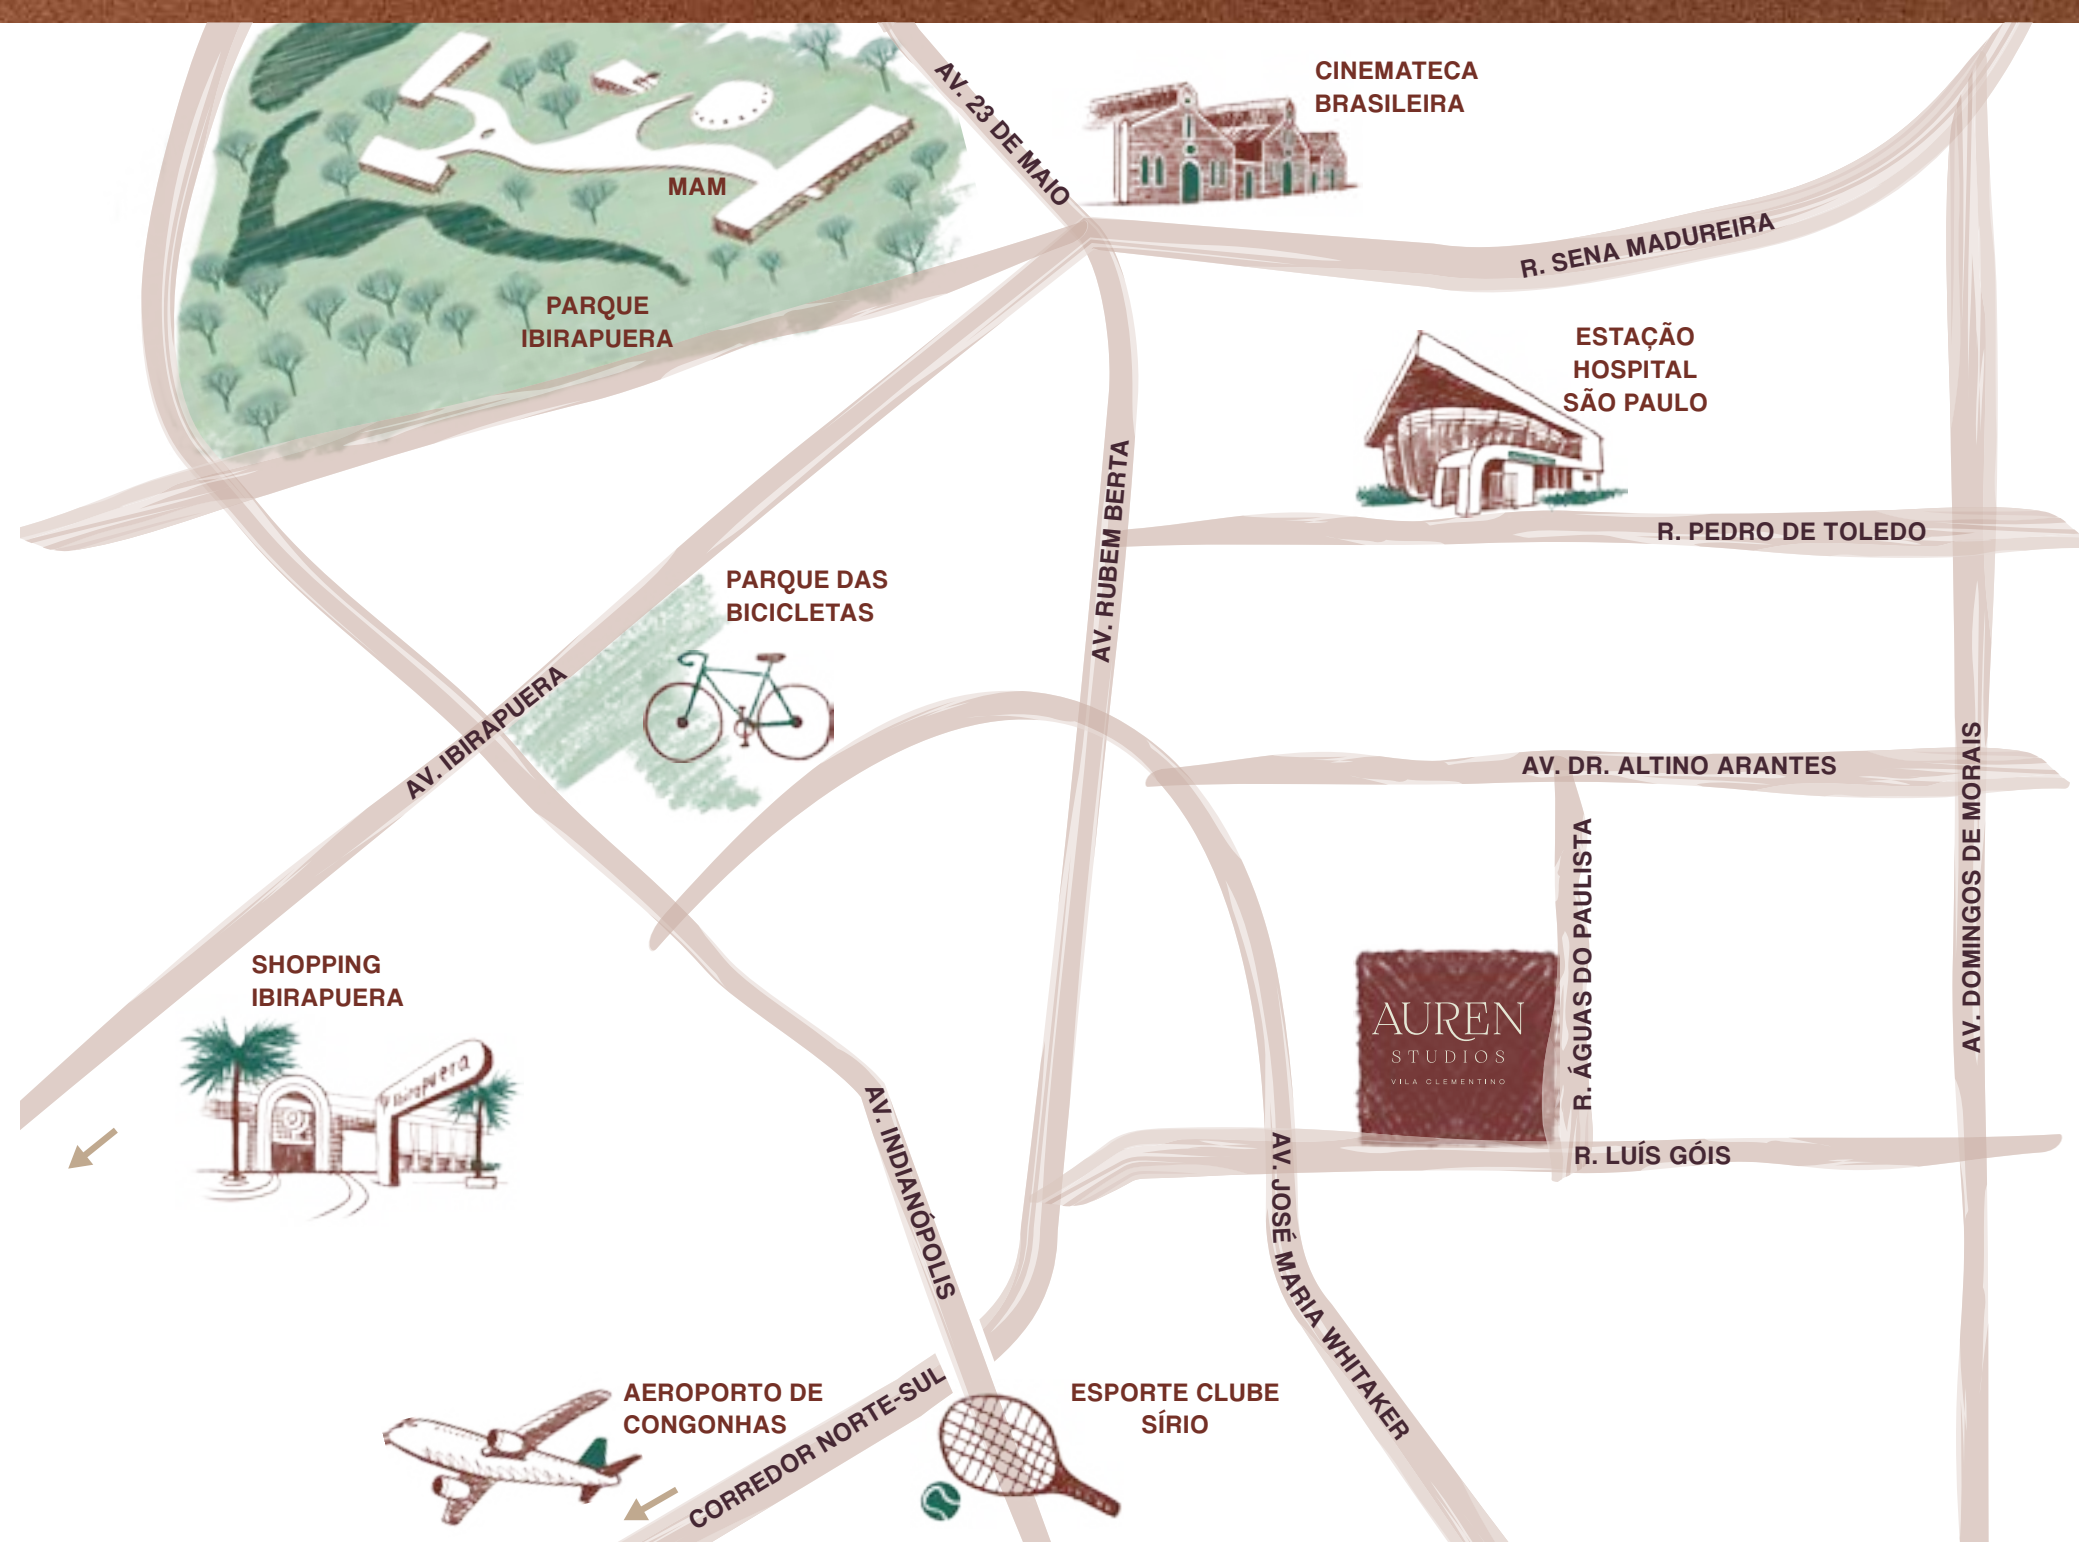 CINEMATECA
BRASILEIRA
AV. 23 DE MAIO
MAM
R. SENA MADUREIRA
PARQUE
IBIRAPUERA
ESTAÇÃO
HOSPITAL
SÃO PAULO
R. PEDRO DE TOLEDO
AV. RUBEM BERTA
PARQUE DAS
BICICLETAS
AV. IBIRAPUERA
AV. DR. ALTINO ARANTES
AV. DOMINGOS DE MORAIS
R. ÁGUAS DO PAULISTA
SHOPPING
IBIRAPUERA
Ibirapuera
AUREN
STUDIOS
VILA CLEMENTINO
R. LUÍS GÓIS
AV. INDIANÓPOLIS
AV. JOSÉ MARIA WHITAKER
AEROPORTO DE
CONGONHAS
CORREDOR NORTE-SUL
ESPORTE CLUBE
SÍRIO